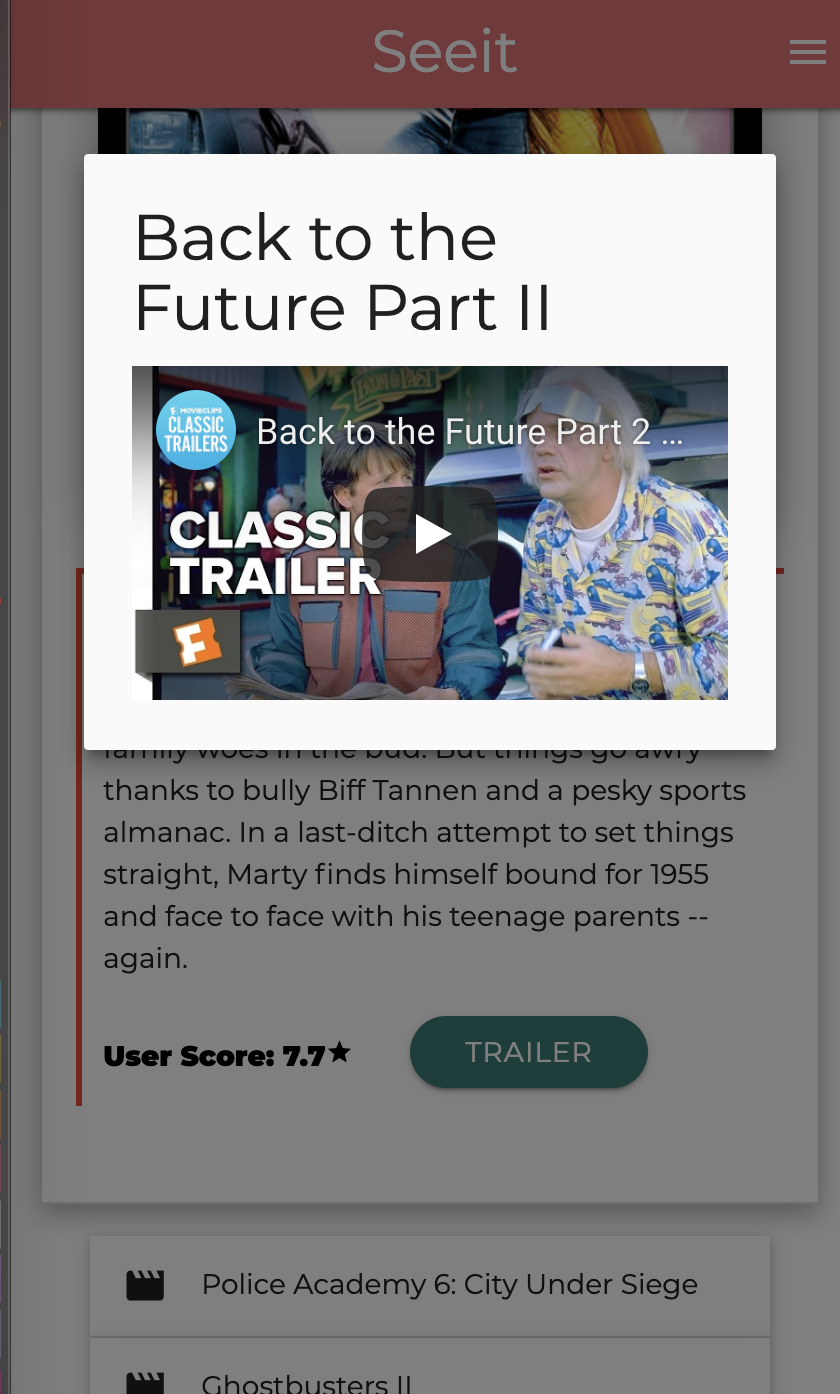 Seeit
Back to the
Future Part II
MOVIECLIPS
CLASSIC
TRAILERS
Back to the Future Part 2 ...
CLASSIC
TRAILER
F
family woes in the bud. But things go awry
thanks to bully Biff Tannen and a pesky sports
almanac. In a last-ditch attempt to set things
straight, Marty finds himself bound for 1955
and face to face with his teenage parents --
again.
User Score: 7.7★
TRAILER
Police Academy 6: City Under Siege
Ghostbusters II